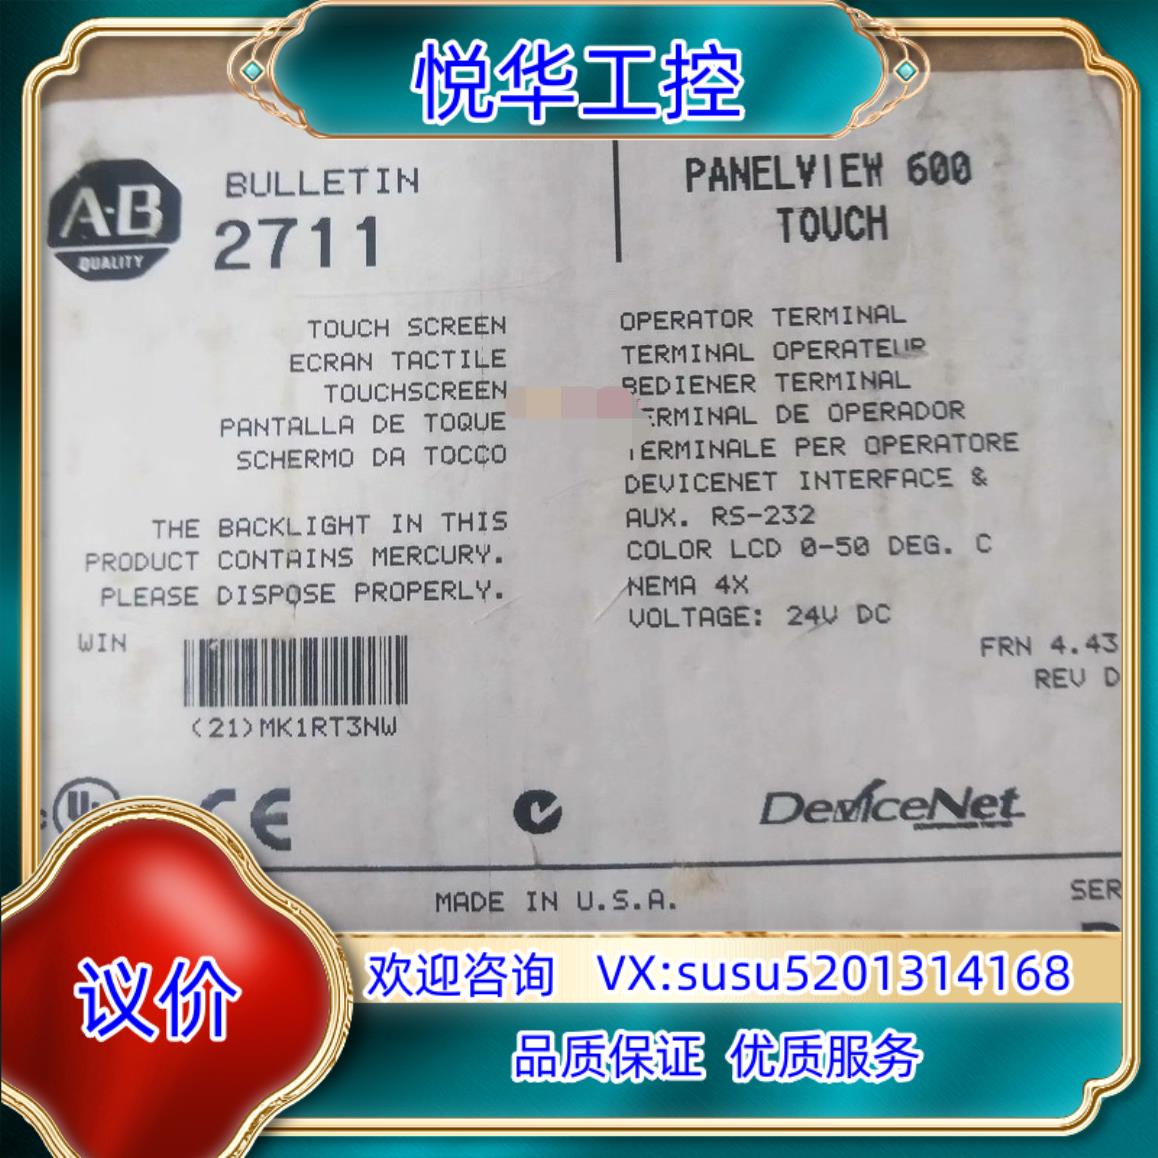 悦华工控
A-B
QUALITY
BULLETIN
2711
PANELVIEW 600
TOUCH
TOUCH SCREEN
ECRAN TACTILE
TOUCHSCREEN
PANTALLA DE TOQUE
SCHERMO DA TOCCO
OPERATOR TERMINAL
TERMINAL OPERATEUR
BEDIENER TERMINAL
TERMINAL DE OPERADOR
TERMINALE PER OPERATORE
DEVICENET INTERFACE &
AUX. RS-232
COLOR LCD 0-50 DEG. C
NEMA 4X
VOLTAGE: 24V DC
THE BACKLIGHT IN THIS
PRODUCT CONTAINS MERCURY.
PLEASE DISPOSE PROPERLY.
WIN
(21)MK1RT3NW
FRN 4.43
REV D
CE
DeviceNet
MADE IN U.S.A.
SER
议价
欢迎咨询 VX:susu5201314168
品质保证 优质服务